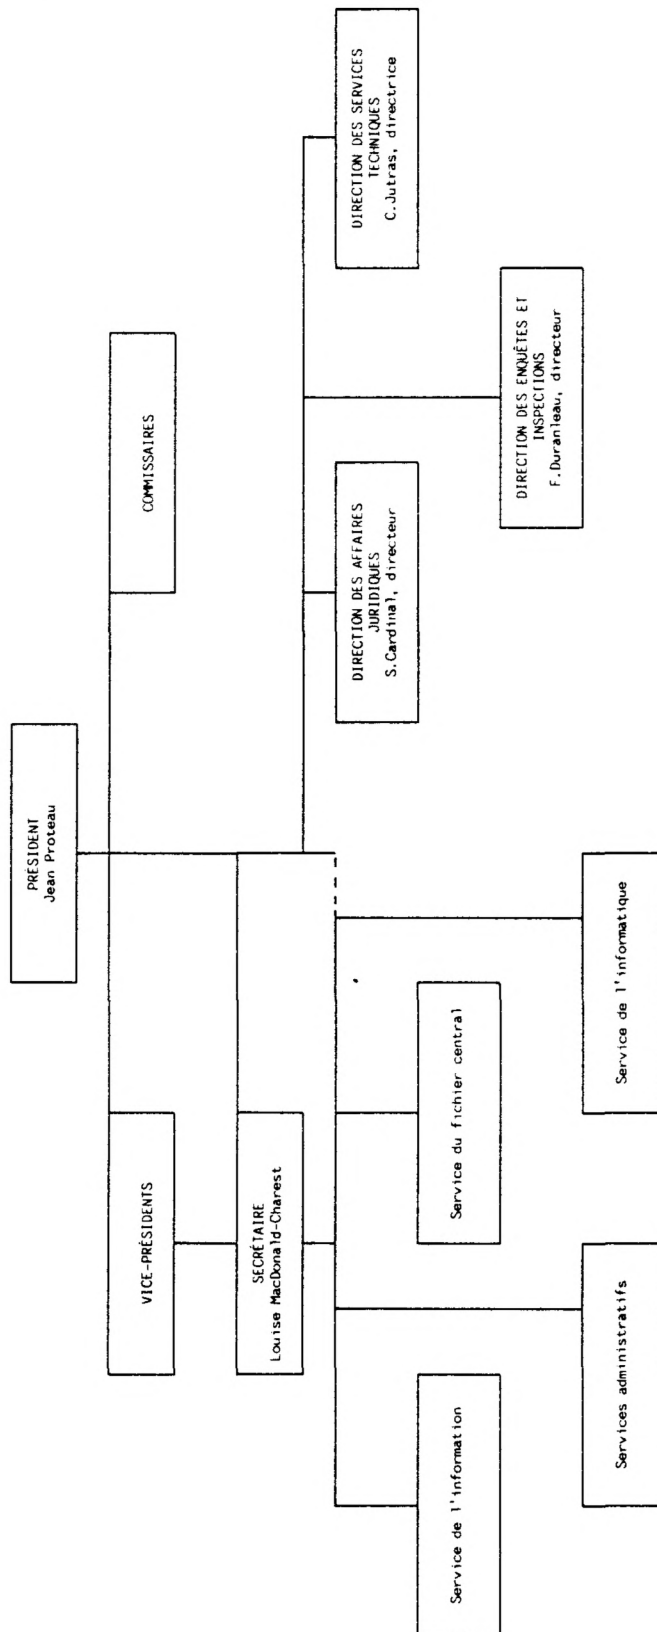 PRÉSIDENT
Jean Proteau
VICE-PRÉSIDENTS
COMMISSAIRES
SECRÉTAIRE
Louise MacDonald-Charest
DIRECTION DES AFFAIRES
JURIDIQUES
S.Cardinal, directeur
DIRECTION DES SERVICES
TECHNIQUES
C.Jutras, directrice
Service de l'information
Service du fichier central
DIRECTION DES ENQUÊTES ET
INSPECTIONS
F.Duranleau, directeur
Services administratifs
Service de l'informatique